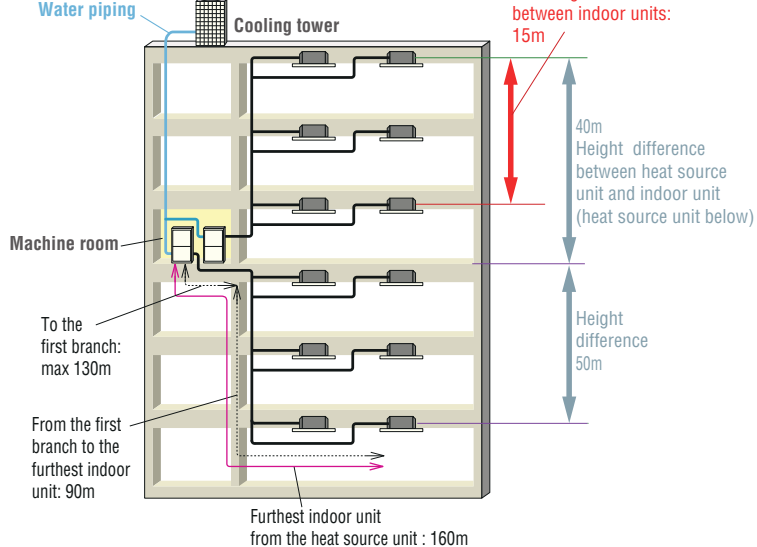 Water piping
Cooling tower
between indoor units:
15m
40m
Height difference
between heat source
unit and indoor unit
(heat source unit below)
Machine room
To the
first branch:
max 130m
Height
difference
50m
From the first
branch to the
furthest indoor
unit: 90m
Furthest indoor unit
from the heat source unit : 160m